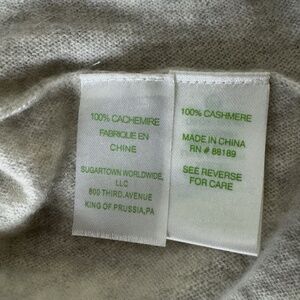 100% CACHEMIRE
FABRIQUE EN
CHINE
SUGARTOWN WORLDWIDE,
LLC
800 THIRD.AVENUE
KING OF PRUSSIA,PA
100% CASHMERE
MADE IN CHINA
RN # 88189
SEE REVERSE
FOR CARE